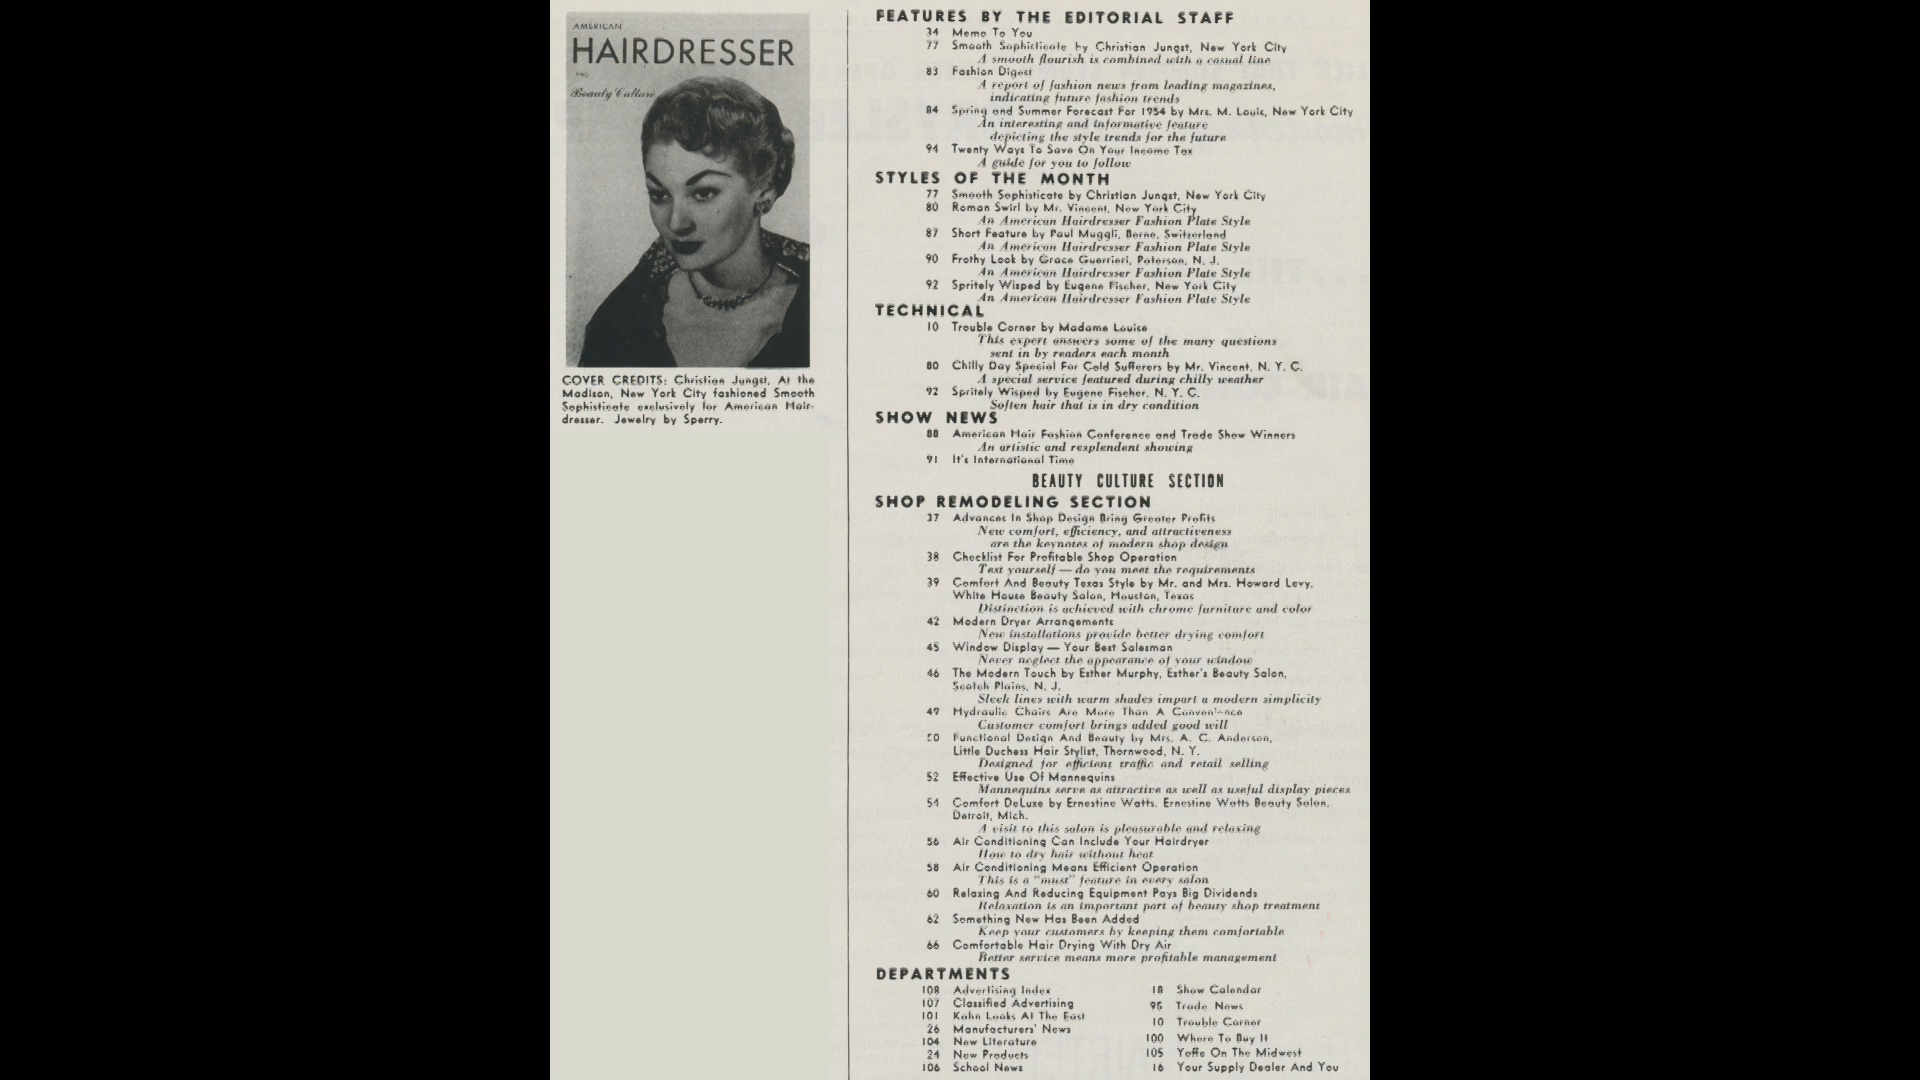 AMERICAN
HAIRDRESSER
AND
Beauty Culture
COVER CREDITS: Christian Jungst, At the
Madison, New York City fashioned Smooth
Sophisticate exclusively for American Hair-
dresser. Jewelry by Sperry.
FEATURES BY THE EDITORIAL STAFF
34 Memo To You
77 Smooth Sophisticate by Christian Jungst, New York City
A smooth flourish is combined with a casual line
83 Fashion Digest
A report of fashion news from leading magazines,
indicating future fashion trends
84 Spring and Summer Forecast For 1954 by Mrs. M. Louis, New York City
An interesting and informative feature
depicting the style trends for the future
94 Twenty Ways To Save On Your Income Tax
A guide for you to follow
STYLES OF THE MONTH
77 Smooth Sophisticate by Christian Jungst, New York City
80 Roman Swirl by Mr. Vincent, New York City
An American Hairdresser Fashion Plate Style
87 Short Feature by Paul Muggli, Berne, Switzerland
An American Hairdresser Fashion Plate Style
90 Frothy Look by Grace Guerrieri, Paterson, N. J.
An American Hairdresser Fashion Plate Style
92 Spritely Wisped by Eugene Fischer, New York City
An American Hairdresser Fashion Plate Style
TECHNICAL
10 Trouble Corner by Madame Louise
This expert answers some of the many questions
sent in by readers each month
80 Chilly Day Special For Cold Sufferers by Mr. Vincent, N. Y. C.
A special service featured during chilly weather
92 Spritely Wisped by Eugene Fischer, N. Y. C.
Soften hair that is in dry condition
SHOW NEWS
88 American Hair Fashion Conference and Trade Show Winners
An artistic and resplendent showing
91 It's International Time
BEAUTY CULTURE SECTION
SHOP REMODELING SECTION
37 Advances In Shop Design Bring Greater Profits
New comfort, efficiency, and attractiveness
are the keynotes of modern shop design
38 Checklist For Profitable Shop Operation
Test yourself — do you meet the requirements
39 Comfort And Beauty Texas Style by Mr. and Mrs. Howard Levy,
White House Beauty Salon, Houston, Texas
Distinction is achieved with chrome furniture and color
42 Modern Dryer Arrangements
New installations provide better drying comfort
45 Window Display — Your Best Salesman
Never neglect the appearance of your window
46 The Modern Touch by Esther Murphy, Esther's Beauty Salon,
Scotch Plains, N. J.
Sleek lines with warm shades impart a modern simplicity
49 Hydraulic Chairs Are More Than A Convenience
Customer comfort brings added good will
50 Functional Design And Beauty by Mrs. A. C. Anderson,
Little Duchess Hair Stylist, Thornwood, N. Y.
Designed for efficient traffic and retail selling
52 Effective Use Of Mannequins
Mannequins serve as attractive as well as useful display pieces
54 Comfort DeLuxe by Ernestine Watts, Ernestine Watts Beauty Salon,
Detroit, Mich.
A visit to this salon is pleasurable and relaxing
56 Air Conditioning Can Include Your Hairdryer
How to dry hair without heat
58 Air Conditioning Means Efficient Operation
This is a "must" feature in every salon
60 Relaxing And Reducing Equipment Pays Big Dividends
Relaxation is an important part of beauty shop treatment
62 Something New Has Been Added
Keep your customers by keeping them comfortable
66 Comfortable Hair Drying With Dry Air
Better service means more profitable management
DEPARTMENTS
108 Advertising Index
107 Classified Advertising
101 Kahn Looks At The East
26 Manufacturers' News
104 New Literature
24 New Products
106 School News
18 Show Calendar
95 Trade News
10 Trouble Corner
100 Where To Buy It
105 Yoffe On The Midwest
16 Your Supply Dealer And You